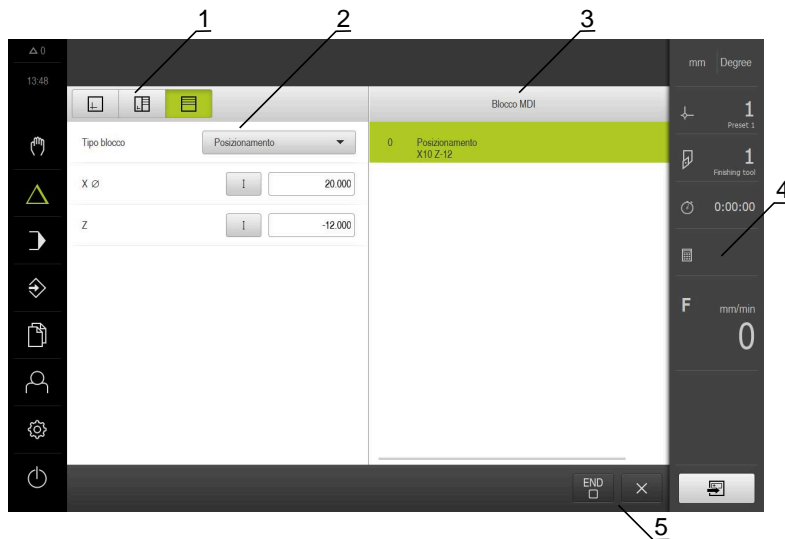 1 2 3
0
13:48
mm Degree
Blocco MDI
1
Preset 1
Tipo blocco Posizionamento
0 Posizionamento
X10 Z-12
1
Finishing tool
X Ø I 20.000
4
0:00:00
Z I -12.000
F mm/min
0
END
5